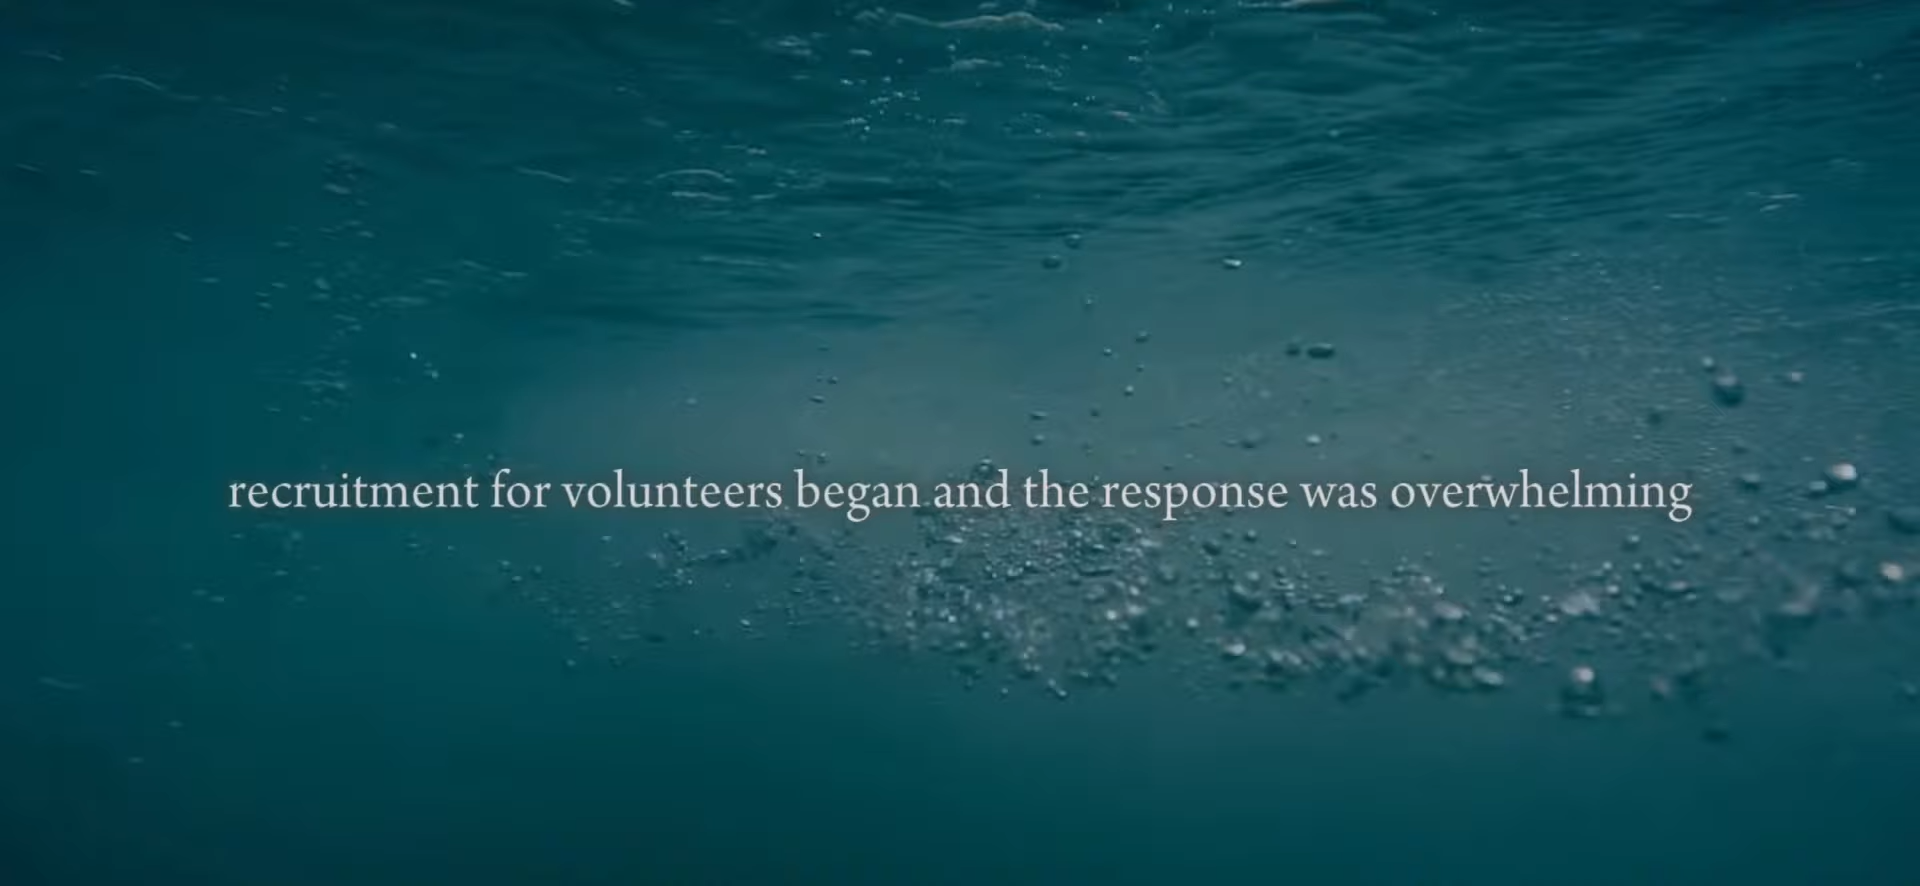 recruitment for volunteers began and the response was overwhelming